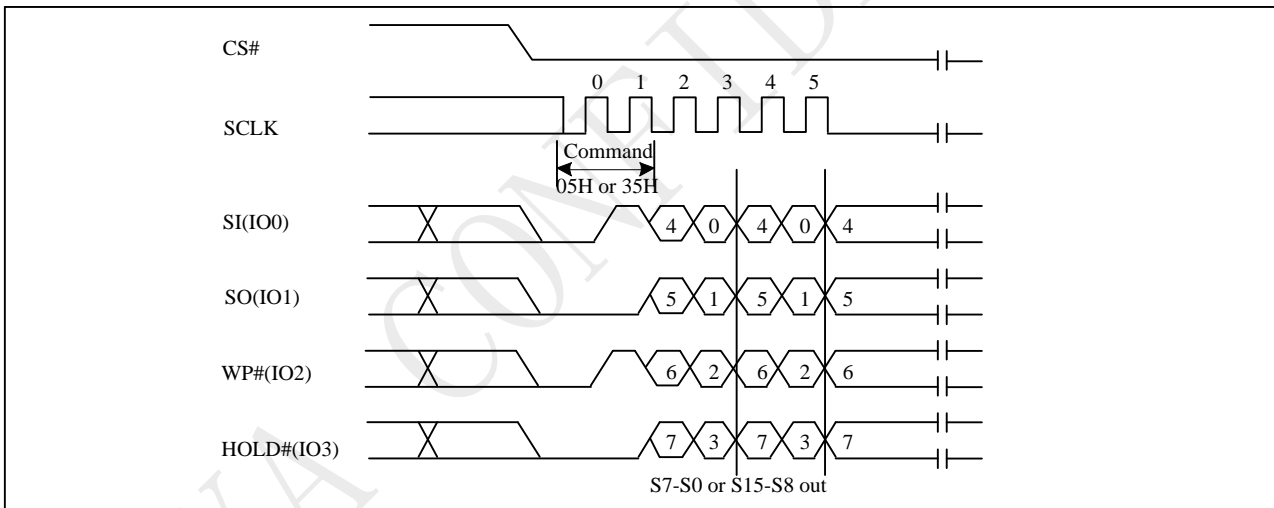 CS#
0 1 2 3 4 5
SCLK
Command
05H or 35H
SI(IO0) 4 0 4 0 4
SO(IO1) 5 1 5 1 5
WP#(IO2) 6 2 6 2 6
HOLD#(IO3) 7 3 7 3 7
S7-S0 or S15-S8 out